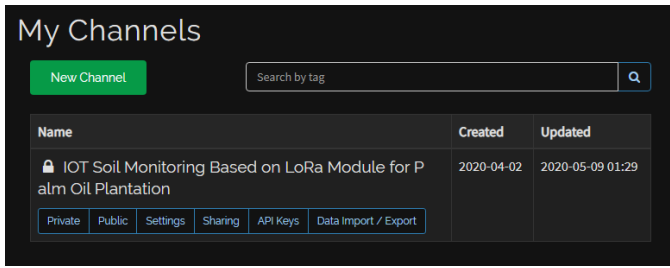 My Channels
New Channel
Search by tag
Name Created Updated
IOT Soil Monitoring Based on LoRa Module for P 2020-04-02 2020-05-09 01:29
alm Oil Plantation
Private Public Settings Sharing API Keys Data Import / Export